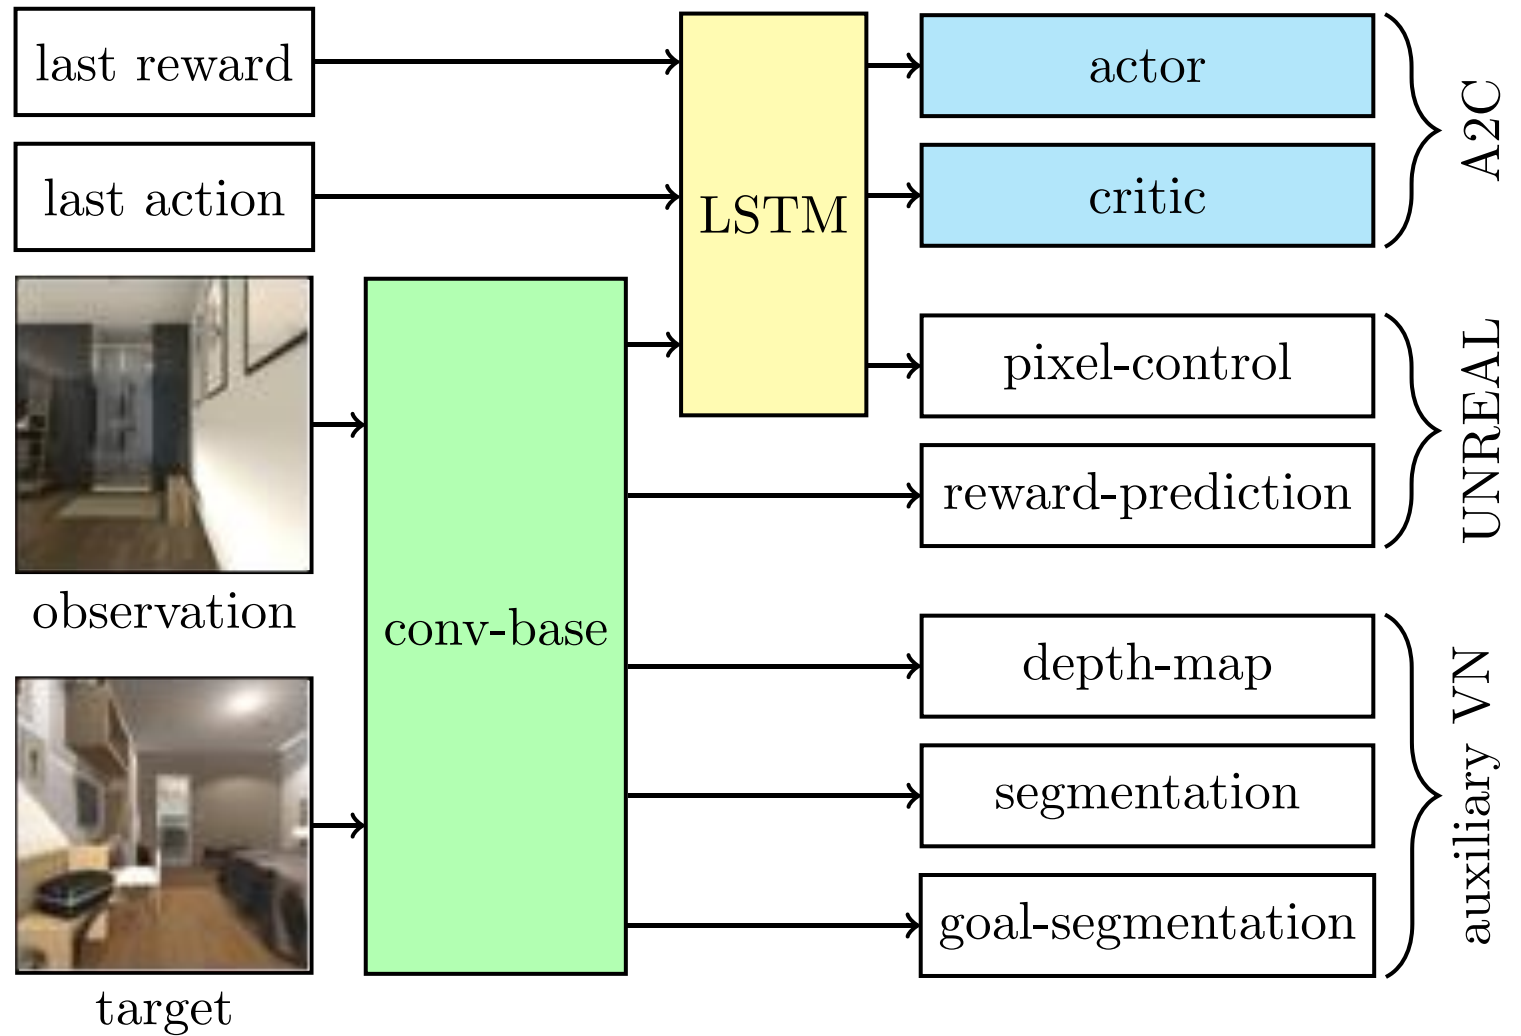 last reward
last action
observation
target
conv-base
LSTM
actor
critic
pixel-control
reward-prediction
depth-map
segmentation
goal-segmentation
A2C
UNREAL
auxiliary VN